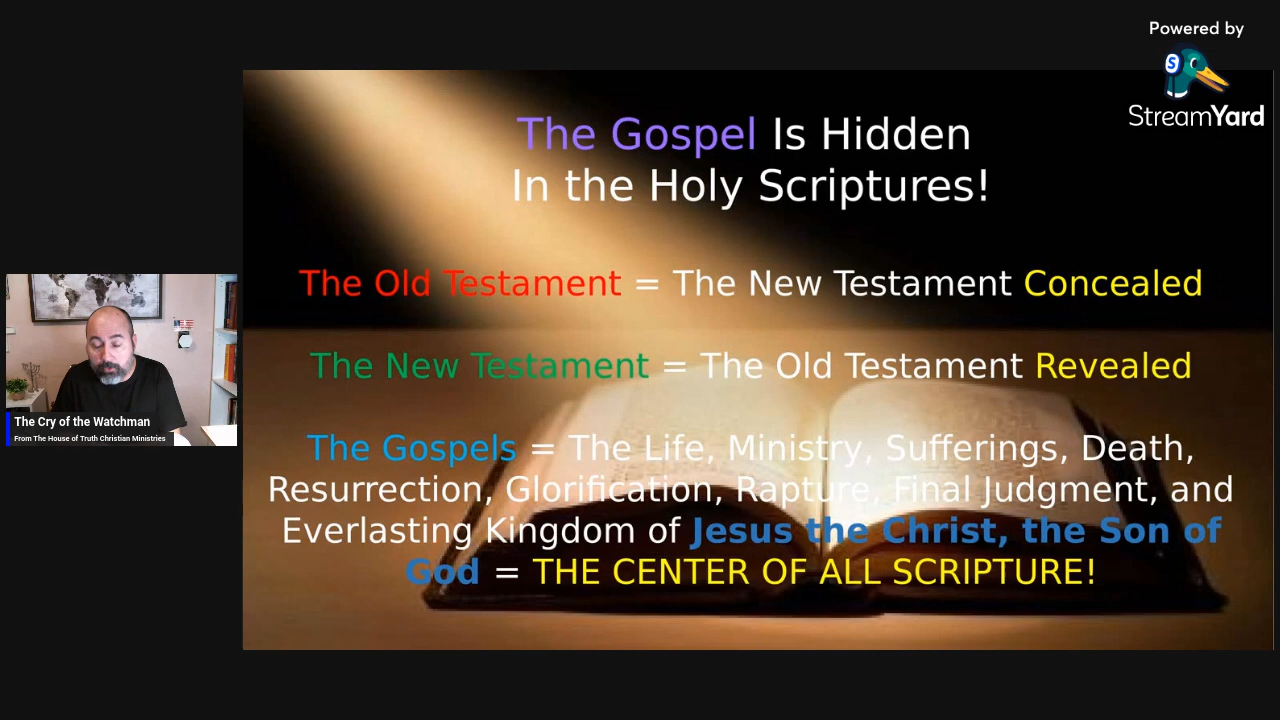 Powered by
StreamYard
The Gospel Is Hidden
In the Holy Scriptures!
The Old Testament = The New Testament Concealed
The New Testament = The Old Testament Revealed
The Gospels = The Life, Ministry, Sufferings, Death,
Resurrection, Glorification, Rapture, Final Judgment, and
Everlasting Kingdom of Jesus the Christ, the Son of
God = THE CENTER OF ALL SCRIPTURE!
The Cry of the Watchman
From The House of Truth Christian Ministries